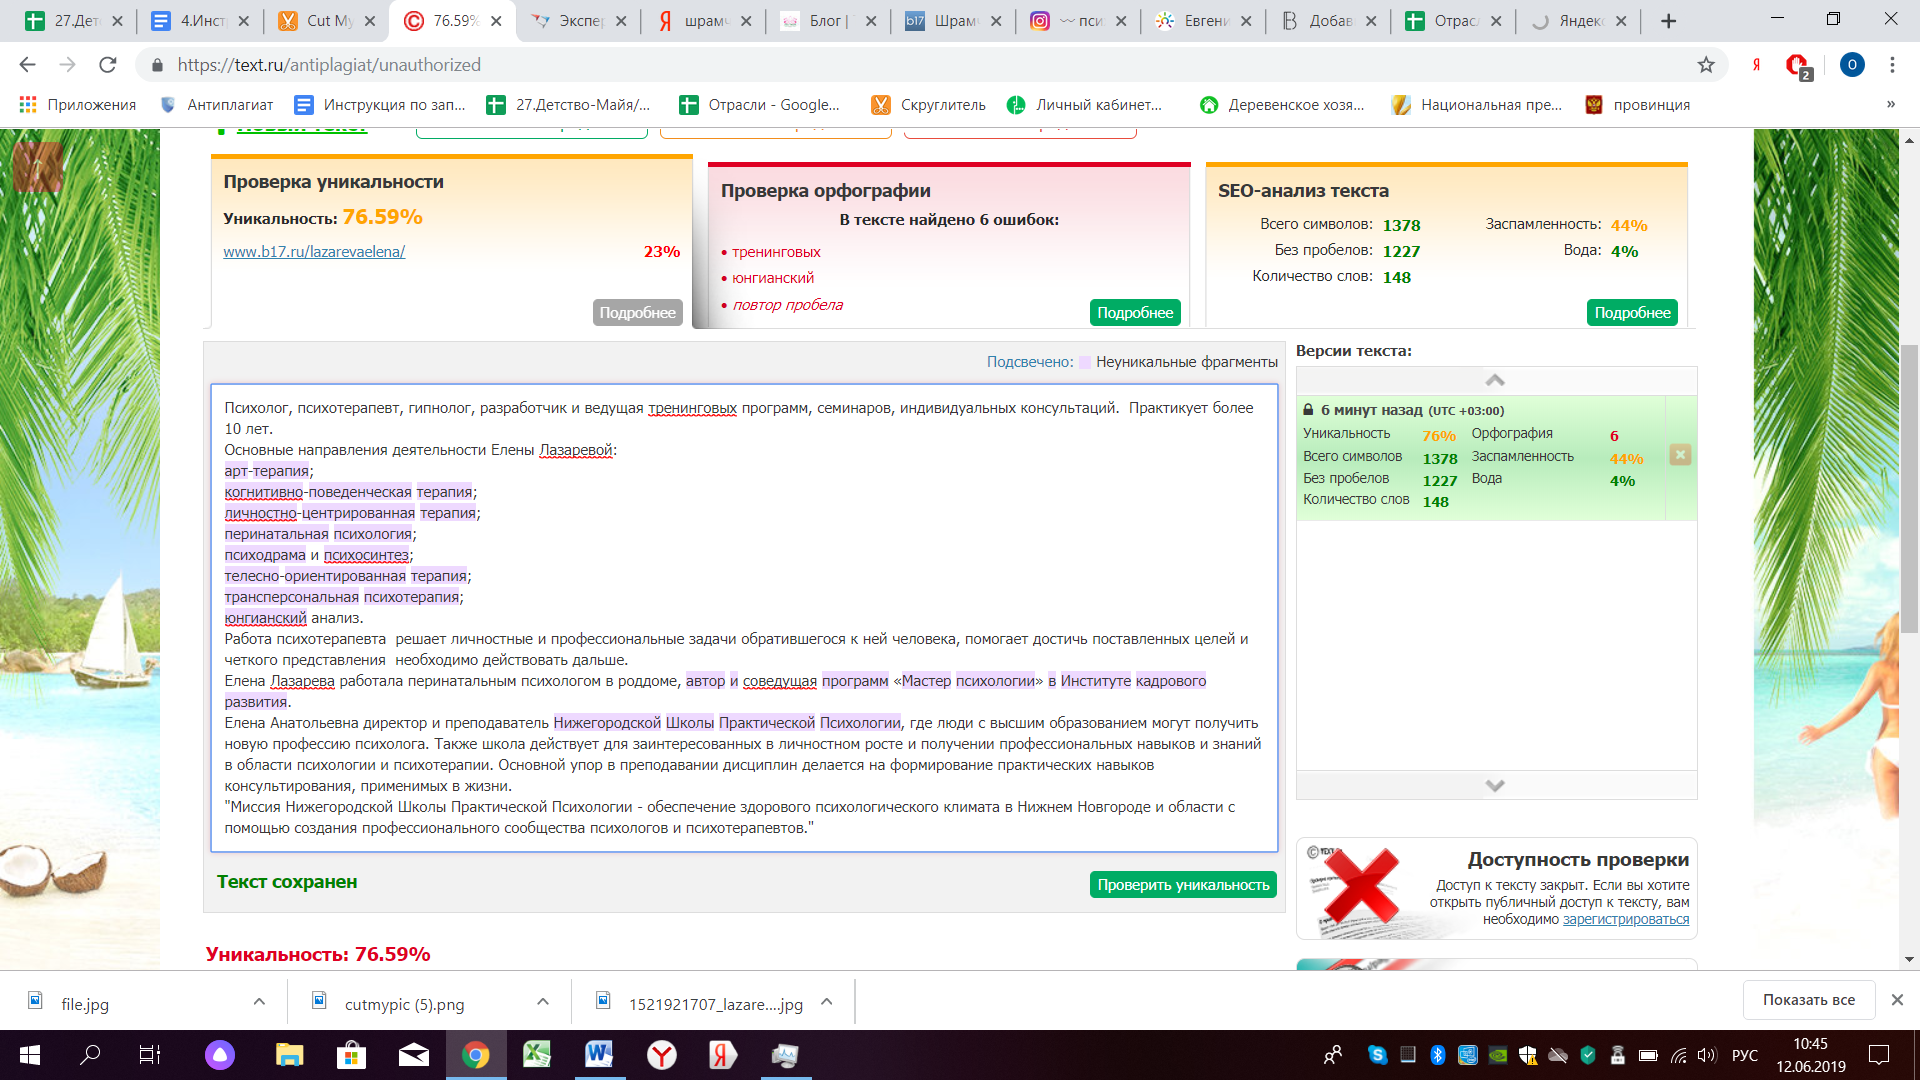 27.Дет
4.Инст
Cut My
76.59%
Экспер
шрамч
Блог |
Шрамч
пси
Евгени
Добав
Отрасл
Яндекс
https://text.ru/antiplagiat/unauthorized
Приложения
Антиплагиат
Инструкция по зап...
27.Детство-Майя/...
Отрасли - Google...
Скруглитель
Личный кабинет...
Деревенское хозя...
Национальная пре...
провинция
Проверка уникальности
Уникальность: 76.59%
www.b17.ru/lazarevaelena/ 23%
Подробнее
Проверка орфографии
В тексте найдено 6 ошибок:
• тренинговых
• юнгианский
• повтор пробела
Подробнее
SEO-анализ текста
Всего символов: 1378 Заспамленность: 44%
Без пробелов: 1227 Вода: 4%
Количество слов: 148
Подробнее
Подсвечено: Неуникальные фрагменты
Психолог, психотерапевт, гипнолог, разработчик и ведущая тренинговых программ, семинаров, индивидуальных консультаций. Практикует более
10 лет.
Основные направления деятельности Елены Лазаревой:
арт-терапия;
когнитивно-поведенческая терапия;
личностно-центрированная терапия;
перинатальная психология;
психодрама и психосинтез;
телесно-ориентированная терапия;
трансперсональная психотерапия;
юнгианский анализ.
Работа психотерапевта решает личностные и профессиональные задачи обратившегося к ней человека, помогает достичь поставленных целей и
четкого представления необходимо действовать дальше.
Елена Лазарева работала перинатальным психологом в роддоме, автор и соведущая программ «Мастер психологии» в Институте кадрового
развития.
Елена Анатольевна директор и преподаватель Нижегородской Школы Практической Психологии, где люди с высшим образованием могут получить
новую профессию психолога. Также школа действует для заинтересованных в личностном росте и получении профессиональных навыков и знаний
в области психологии и психотерапии. Основной упор в преподавании дисциплин делается на формирование практических навыков
консультирования, применимых в жизни.
"Миссия Нижегородской Школы Практической Психологии - обеспечение здорового психологического климата в Нижнем Новгороде и области с
помощью создания профессионального сообщества психологов и психотерапевтов."
Текст сохранен
Проверить уникальность
Уникальность: 76.59%
Версии текста:
6 минут назад (UTC +03:00)
Уникальность 76% Орфография 6
Всего символов 1378 Заспамленность 44%
Без пробелов 1227 Вода 4%
Количество слов 148
Доступность проверки
Доступ к тексту закрыт. Если вы хотите
открыть публичный доступ к тексту, вам
необходимо зарегистрироваться
file.jpg
cutmypic (5).png
1521921707_lazare....jpg
Показать все
РУС
10:45
12.06.2019